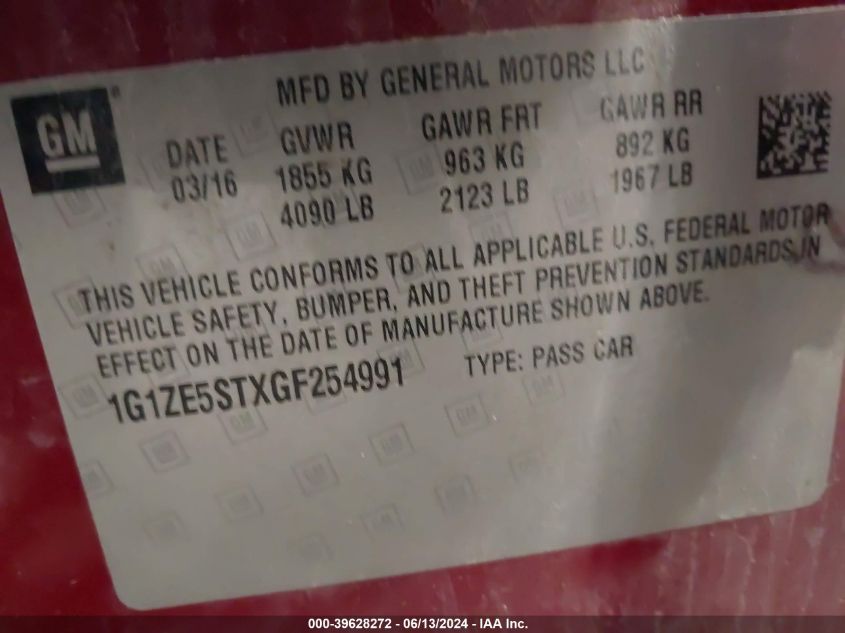 GM®
MFD BY GENERAL MOTORS LLC
DATE GVWR GAWR FRT GAWR RR
03/16 1855 KG 963 KG 892 KG
4090 LB 2123 LB 1967 LB
THIS VEHICLE CONFORMS TO ALL APPLICABLE U.S. FEDERAL MOTOR
VEHICLE SAFETY, BUMPER, AND THEFT PREVENTION STANDARDS IN
EFFECT ON THE DATE OF MANUFACTURE SHOWN ABOVE.
1G1ZE5STXGF254991 TYPE: PASS CAR
000-39628272 - 06/13/2024 - IAA Inc.